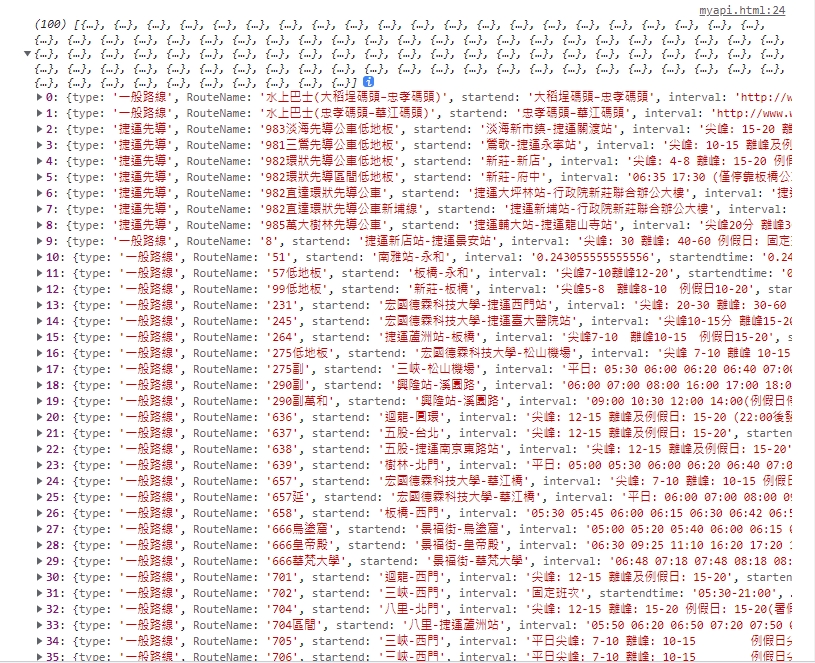 myapi.html:24
(100) [{…}, {…}, {…}, {…}, {…}, {…}, {…}, {…}, {…}, {…}, {…}, {…}, {…}, {…}, {…}, {…}, {…}, {…}, {…}, {…}, {…},
{…}, {…}, {…}, {…}, {…}, {…}, {…}, {…}, {…}, {…}, {…}, {…}, {…}, {…}, {…}, {…}, {…}, {…}, {…}, {…}, {…}, {…}, {…},
{…}, {…}, {…}, {…}, {…}, {…}, {…}, {…}, {…}, {…}, {…}, {…}, {…}, {…}, {…}, {…}, {…}, {…}, {…}, {…}, {…}, {…}, {…},
{…}, {…}, {…}, {…}, {…}, {…}, {…}, {…}, {…}, {…}, {…}, {…}, {…}, {…}, {…}, {…}, {…}, {…}, {…}, {…}, {…}, {…}, {…},
{…}, {…}, {…}, {…}, {…}, {…}, {…}, {…}, {…}, {…}]
0: {type: '一般路線', RouteName: '水上巴士(大稻埕碼頭-忠孝碼頭)', startend: '大稻埕碼頭-忠孝碼頭', interval: 'http://w
1: {type: '一般路線', RouteName: '水上巴士(忠孝碼頭-華江碼頭)', startend: '忠孝碼頭-華江碼頭', interval: 'http://www.w
2: {type: '捷運先導', RouteName: '983淡海先導公車低地板', startend: '淡海新市鎮-捷運關渡站', interval: '尖峰: 15-20 離
3: {type: '捷運先導', RouteName: '981三鶯先導公車低地板', startend: '鶯歌-捷運永寧站', interval: '尖峰: 10-15 離峰及例
4: {type: '捷運先導', RouteName: '982環狀先導公車低地板', startend: '新莊-新店', interval: '尖峰: 4-8 離峰: 15-20 例假
5: {type: '捷運先導', RouteName: '982環狀先導區間低地板', startend: '新莊-府中', interval: '06:35 17:30 (僅停靠板橋公
6: {type: '捷運先導', RouteName: '982直達環狀先導公車', startend: '捷運大坪林站-行政院新莊聯合辦公大樓', interval: '捷運
7: {type: '捷運先導', RouteName: '982直達環狀先導公車新埔線', startend: '捷運新埔站-行政院新莊聯合辦公大樓', interval:
8: {type: '捷運先導', RouteName: '985萬大樹林先導公車', startend: '捷運輔大站-捷運龍山寺站', interval: '尖峰20分 離峰3
9: {type: '一般路線', RouteName: '8', startend: '捷運新店站-捷運景安站', interval: '尖峰: 30 離峰: 40-60 例假日: 固定
10: {type: '一般路線', RouteName: '51', startend: '南雅站-永和', interval: '0.243055555555556', startendtime: '0.24
11: {type: '一般路線', RouteName: '57低地板', startend: '板橋-永和', interval: '尖峰7-10離峰12-20', startendtime: '0
12: {type: '一般路線', RouteName: '99低地板', startend: '新莊-板橋', interval: '尖峰5-8 離峰8-10 例假日10-20', star
13: {type: '一般路線', RouteName: '231', startend: '宏國德霖科技大學-捷運西門站', interval: '尖峰: 20-30 離峰: 30-60
14: {type: '一般路線', RouteName: '245', startend: '宏國德霖科技大學-捷運臺大醫院站', interval: '尖峰10-15分 離峰15-20
15: {type: '一般路線', RouteName: '264', startend: '捷運蘆洲站-板橋', interval: '尖峰7-10 離峰10-15 例假日15-20', s
16: {type: '一般路線', RouteName: '275低地板', startend: '宏國德霖科技大學-松山機場', interval: '尖峰 7-10 離峰 10-15
17: {type: '一般路線', RouteName: '275副', startend: '三峽-松山機場', interval: '平日: 05:30 06:00 06:20 06:40 07:00
18: {type: '一般路線', RouteName: '290副', startend: '興隆站-溪園路', interval: '06:00 07:00 08:00 16:00 17:00 18:0
19: {type: '一般路線', RouteName: '290副萬和', startend: '興隆站-溪園路', interval: '09:00 10:30 12:00 14:00(例假日停
20: {type: '一般路線', RouteName: '636', startend: '迴龍-圓環', interval: '尖峰: 12-15 離峰及例假日: 15-20 (22:00後發
21: {type: '一般路線', RouteName: '637', startend: '五股-台北', interval: '尖峰: 12-15 離峰及例假日: 15-20', starten
22: {type: '一般路線', RouteName: '638', startend: '五股-捷運南京東路站', interval: '尖峰: 12-15 離峰及例假日: 15-20'
23: {type: '一般路線', RouteName: '639', startend: '樹林-北門', interval: '平日: 05:00 05:30 06:00 06:20 06:40 07:0
24: {type: '一般路線', RouteName: '657', startend: '宏國德霖科技大學-華江橋', interval: '尖峰: 7-10 離峰: 10-15 例假
25: {type: '一般路線', RouteName: '657延', startend: '宏國德霖科技大學-華江橋', interval: '平日: 06:00 07:00 08:00 09
26: {type: '一般路線', RouteName: '658', startend: '板橋-西門', interval: '05:30 05:45 06:00 06:15 06:30 06:42 06:5
27: {type: '一般路線', RouteName: '666烏塗窟', startend: '景福街-烏塗窟', interval: '05:00 05:20 05:40 06:00 06:15 0
28: {type: '一般路線', RouteName: '666皇帝殿', startend: '景福街-皇帝殿', interval: '06:30 09:25 11:10 16:20 17:20 1
29: {type: '一般路線', RouteName: '666華梵大學', startend: '景福街-華梵大學', interval: '06:48 07:18 07:48 08:18 08:
30: {type: '一般路線', RouteName: '701', startend: '迴龍-西門', interval: '尖峰: 12-15 離峰及例假日: 15-20', starten
31: {type: '一般路線', RouteName: '702', startend: '三峽-西門', interval: '固定班次', startendtime: '05:30-21:00',
32: {type: '一般路線', RouteName: '704', startend: '八里-北門', interval: '尖峰: 12-15 離峰: 15-20 例假日: 15-20(暑假
33: {type: '一般路線', RouteName: '704區間', startend: '八里-捷運蘆洲站', interval: '05:50 06:20 06:50 07:20 07:50 0
34: {type: '一般路線', RouteName: '705', startend: '三峽-西門', interval: '平日尖峰: 7-10 離峰: 10-15 例假日尖
35: {type: '一般路線', RouteName: '706', startend: '三峽-西門', interval: '平日尖峰: 7-10 離峰: 10-15 例假日尖